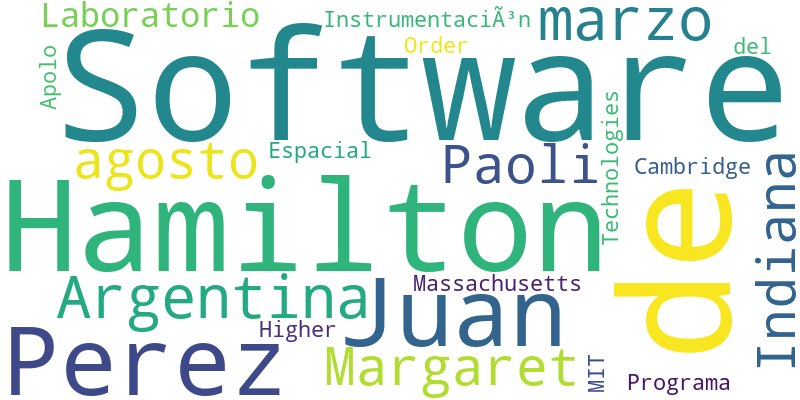 Laboratorio
InstrumentaciÃ³n
marzo
Order
del
Apolo
Software
agosto
Espacial
Paoli
Technologies
Cambridge
Hamilton
de
Indiana
Argentina
Massachusetts
Juan
Higher
Perez
Margaret
MIT
Programa